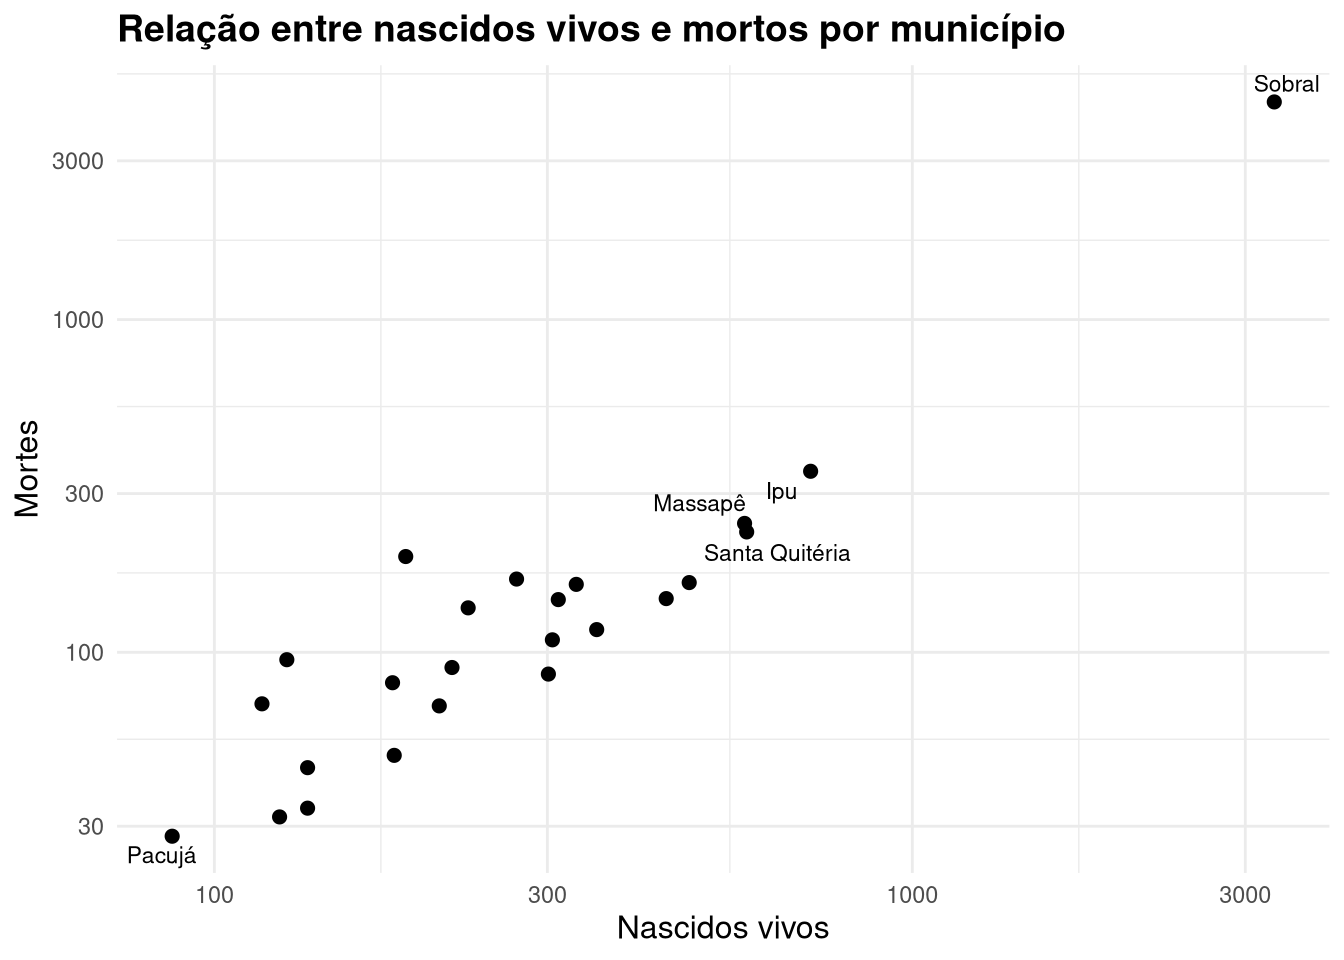 Relação entre nascidos vivos e mortos por município
Sobral
3000
1000
Mortes
300
Ipu
Massapê
Santa Quitéria
100
30
Pacujá
100 300 1000 3000
Nascidos vivos